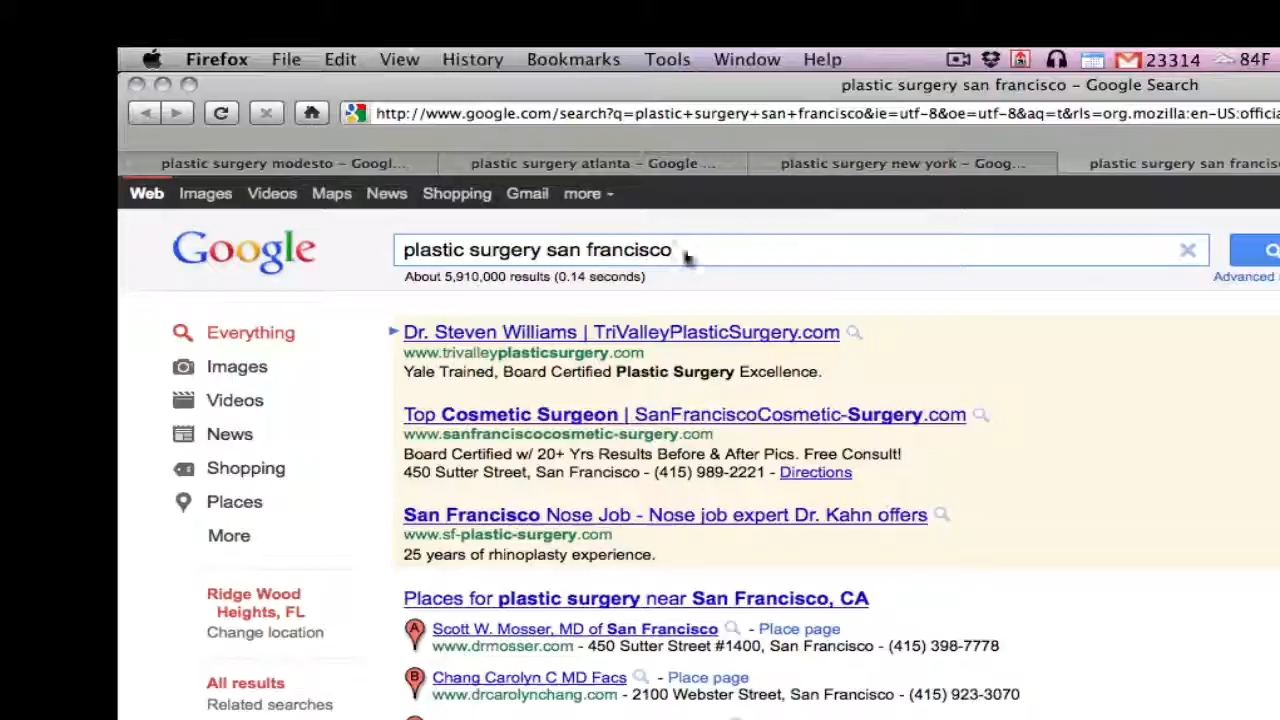 Firefox File Edit View History Bookmarks Tools Window Help 23314 84F
plastic surgery san francisco - Google Search
http://www.google.com/search?q=plastic+surgery+san+francisco&ie=utf-8&oe=utf-8&aq=t&rls=org.mozilla:en-US:officia
plastic surgery modesto - Googl... plastic surgery atlanta - Google ... plastic surgery new york - Goog... plastic surgery san francis
Web Images Videos Maps News Shopping Gmail more
Google
plastic surgery san francisco
About 5,910,000 results (0.14 seconds)
Advanced
Everything
Images
Videos
News
Shopping
Places
More
Ridge Wood
Heights, FL
Change location
All results
Related searches
Dr. Steven Williams | TriValleyPlasticSurgery.com
www.trivalleyplasticsurgery.com
Yale Trained, Board Certified Plastic Surgery Excellence.
Top Cosmetic Surgeon | SanFranciscoCosmetic-Surgery.com
www.sanfranciscocosmetic-surgery.com
Board Certified w/ 20+ Yrs Results Before & After Pics. Free Consult!
450 Sutter Street, San Francisco - (415) 989-2221 - Directions
San Francisco Nose Job - Nose job expert Dr. Kahn offers
www.sf-plastic-surgery.com
25 years of rhinoplasty experience.
Places for plastic surgery near San Francisco, CA
A Scott W. Mosser, MD of San Francisco - Place page
www.drmosser.com - 450 Sutter Street #1400, San Francisco - (415) 398-7778
B Chang Carolyn C MD Facs - Place page
www.drcarolynchang.com - 2100 Webster Street, San Francisco - (415) 923-3070